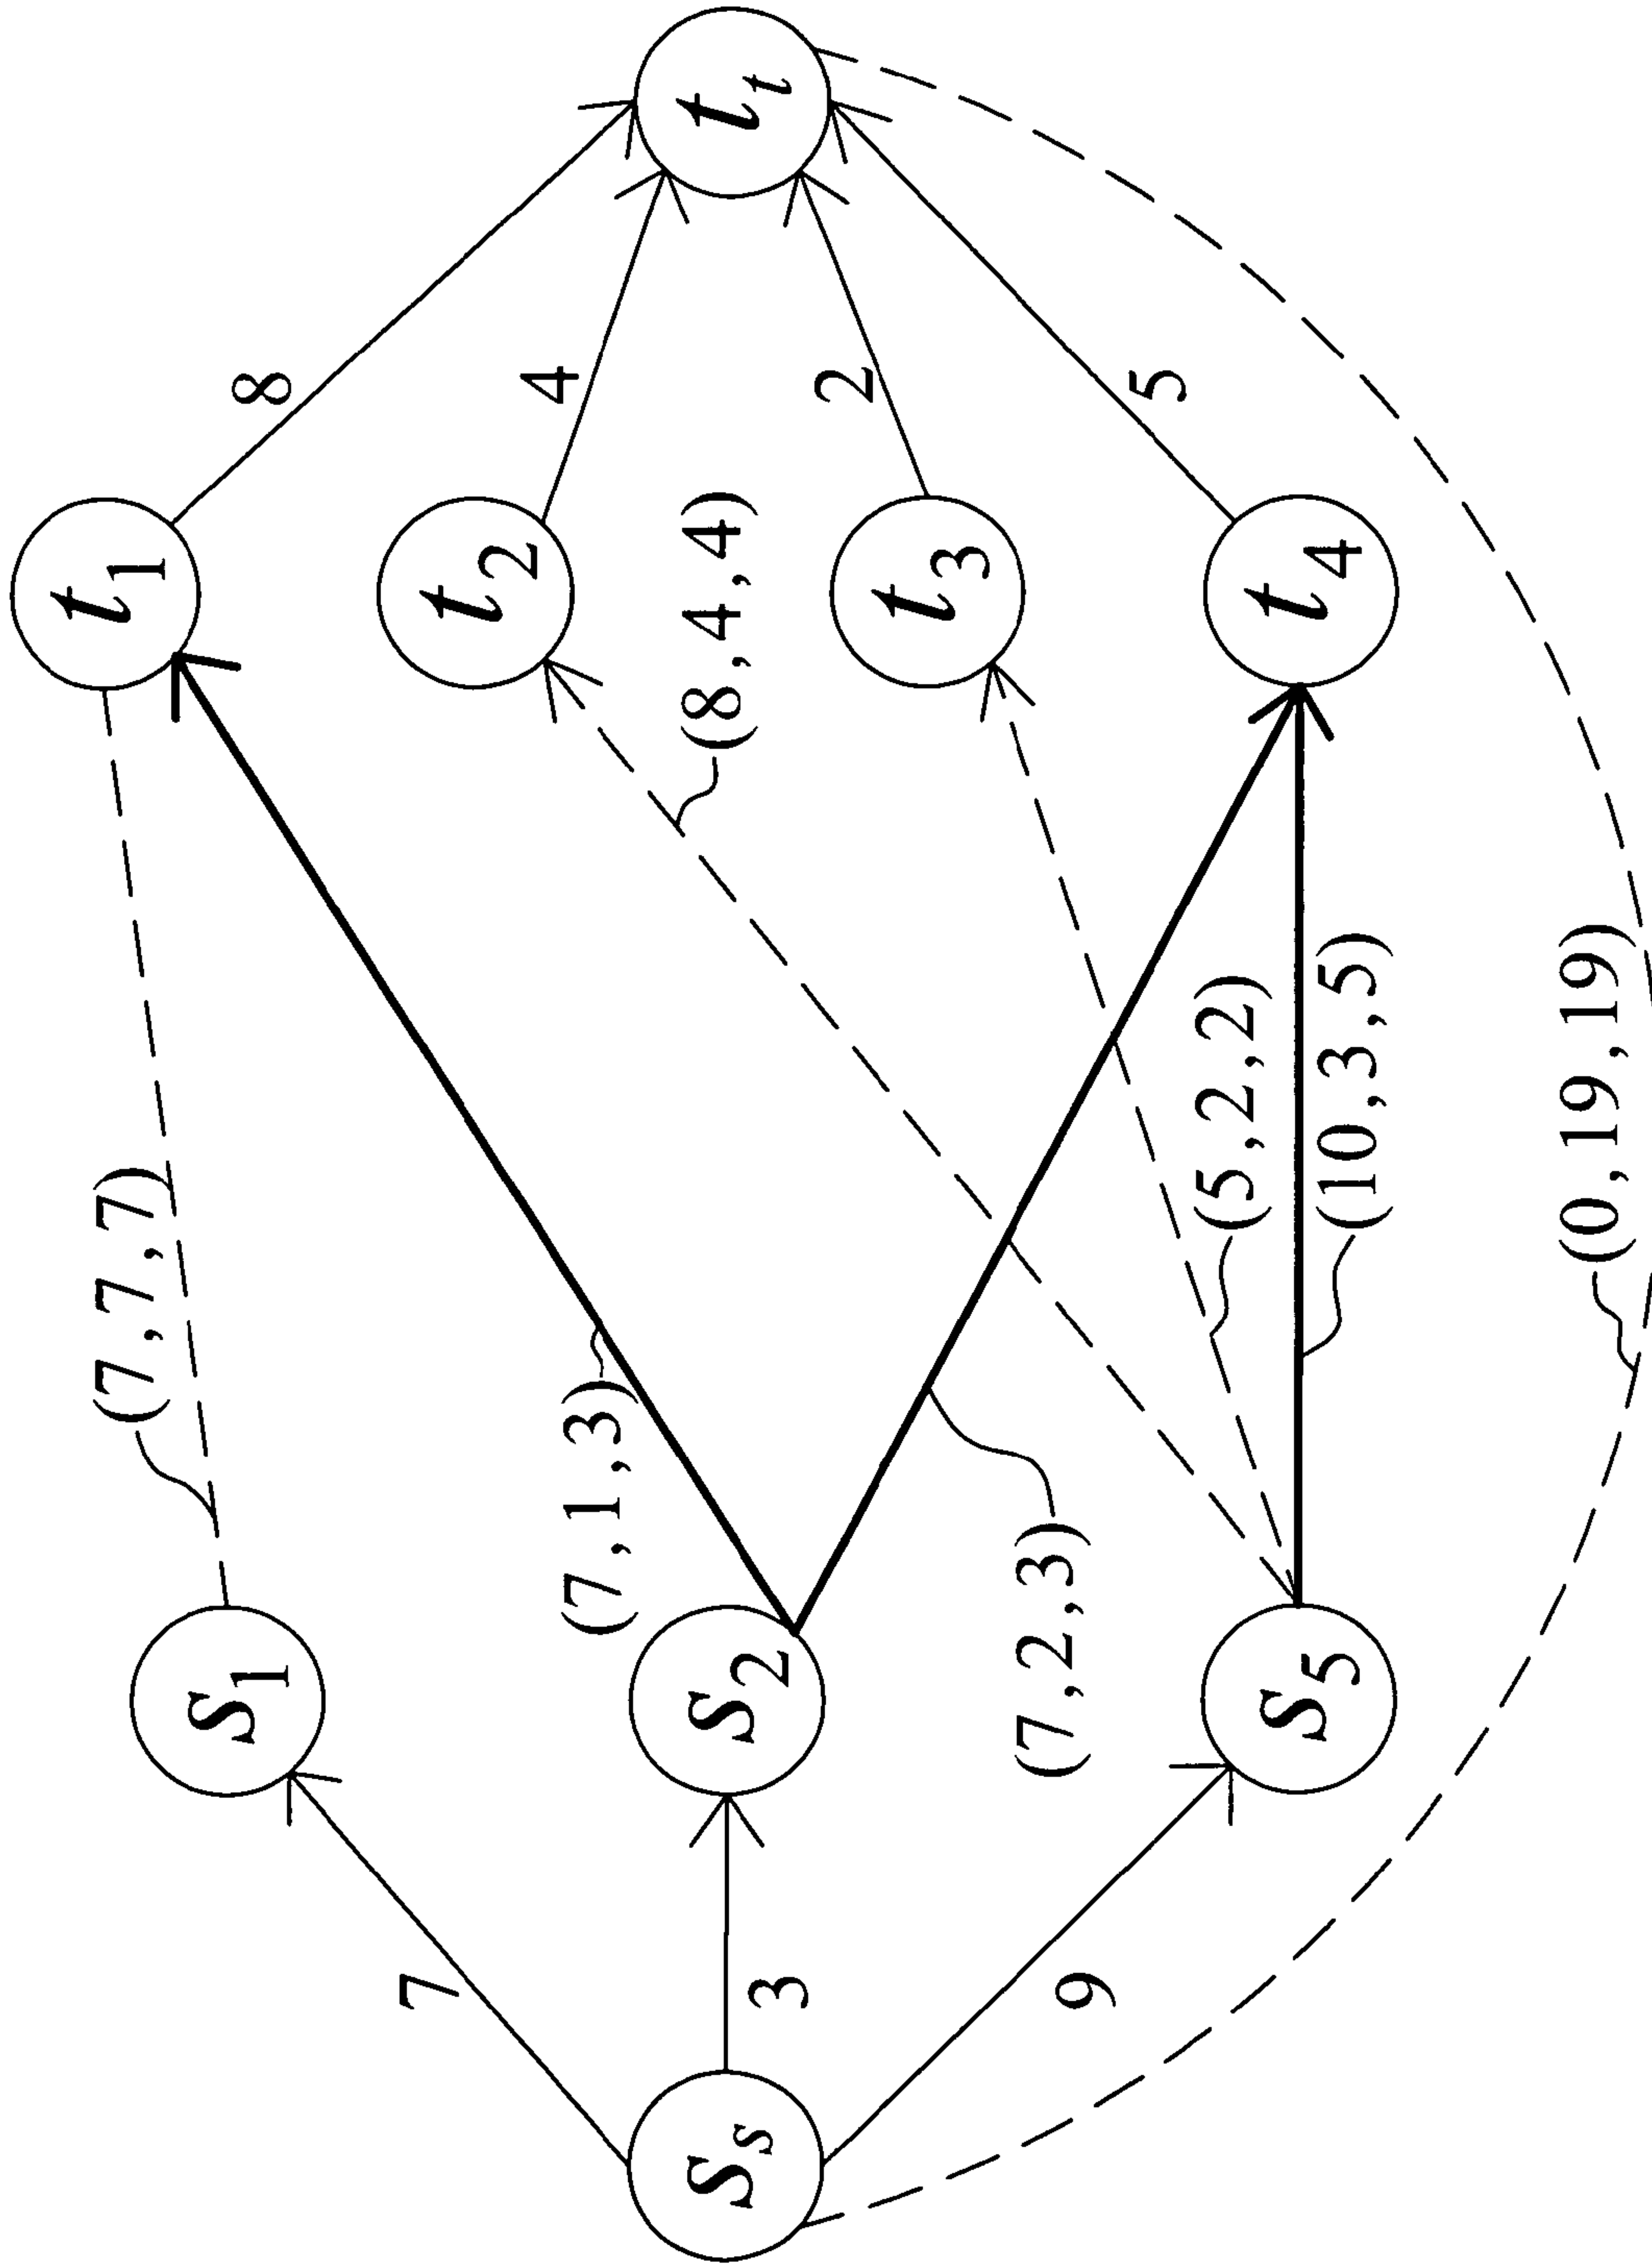 S_s
7
3
9
S_1
S_2
S_5
(7,7,7)
(7,1,3)
(7,2,3)
(8,4,4)
(5,2,2)
(10,3,5)
(0,19,19)
t_1
t_2
t_3
t_4
8
4
2
5
t_t